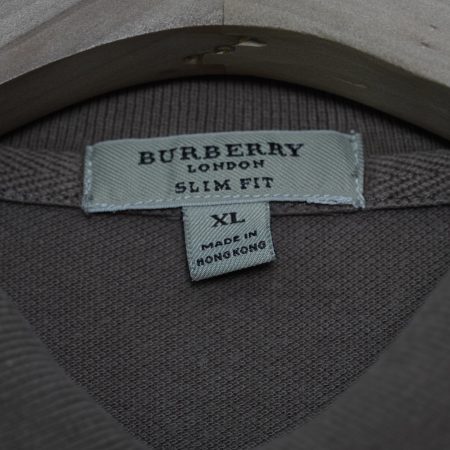 BURBERRY
LONDON
SLIM FIT
XL
MADE IN
HONG KONG